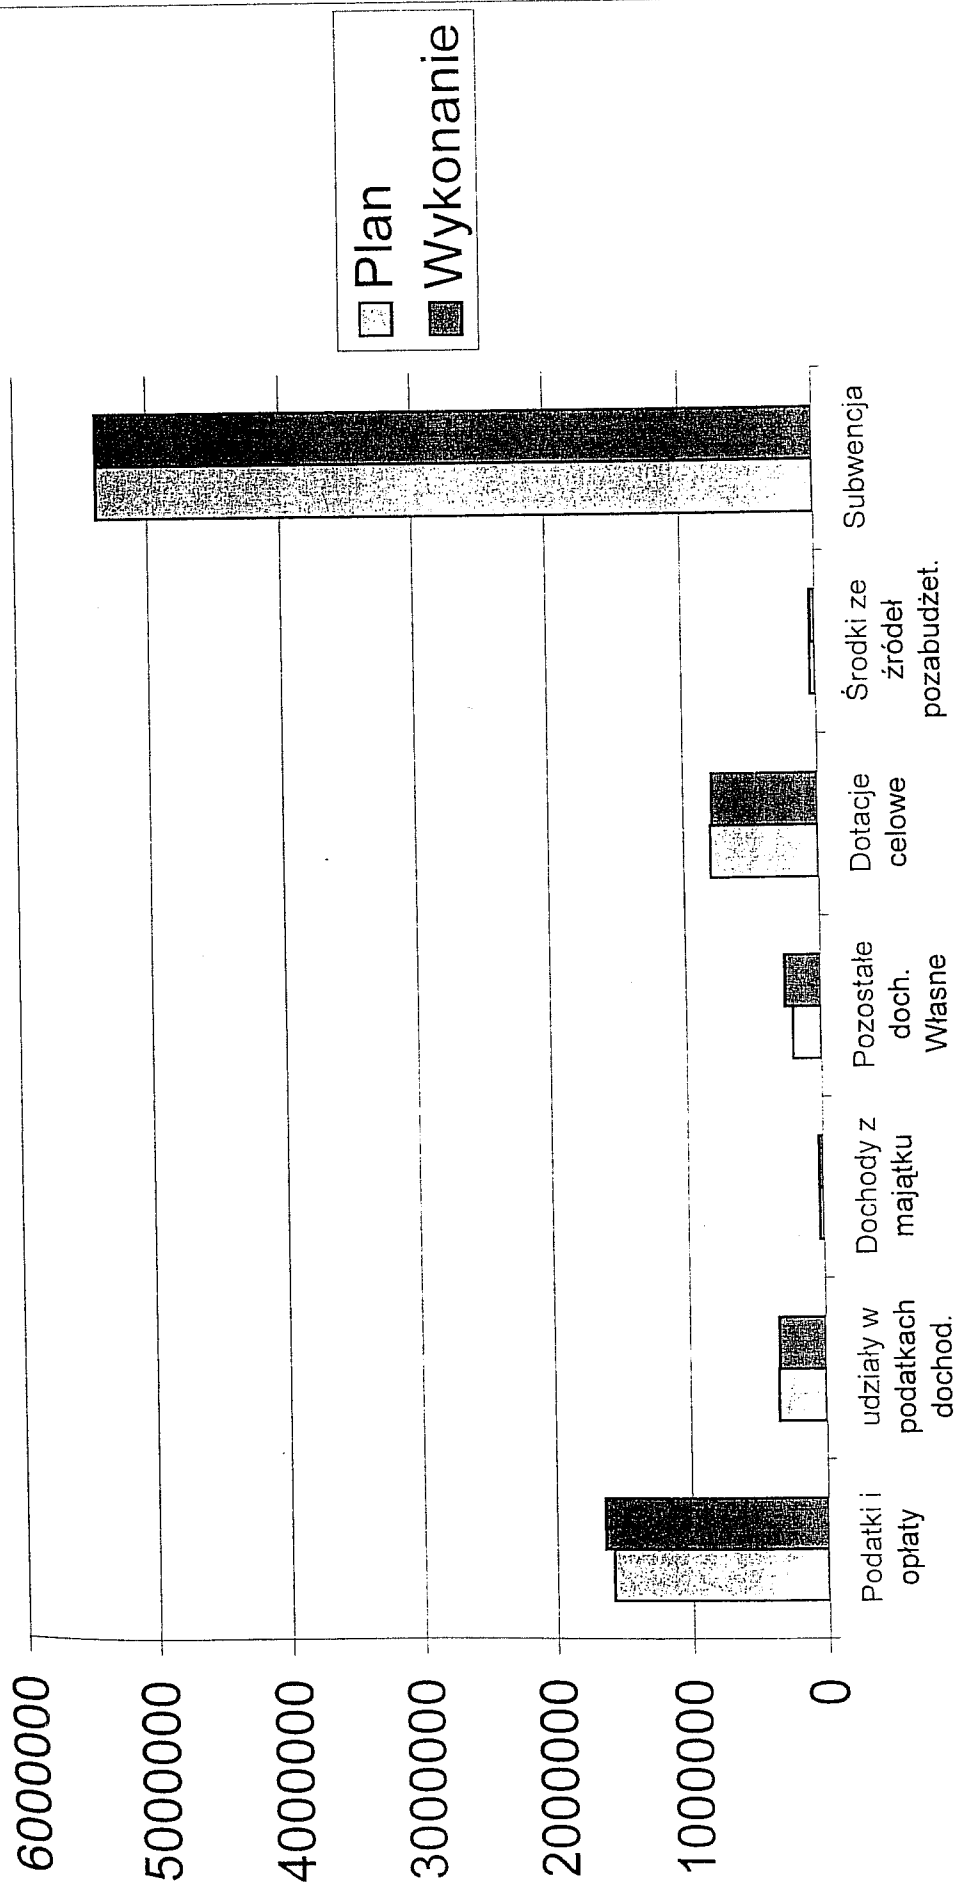 60000000
50000000
40000000
30000000
20000000
10000000
0
Podatki i
opłaty
udziały w
podatkach
dochod.
Dochody z
majątku
Pozostałe
doch.
Własne
Dotacje
celowe
Środki ze
źródeł
pozabudżet.
Subwencja
Plan
Wykonanie